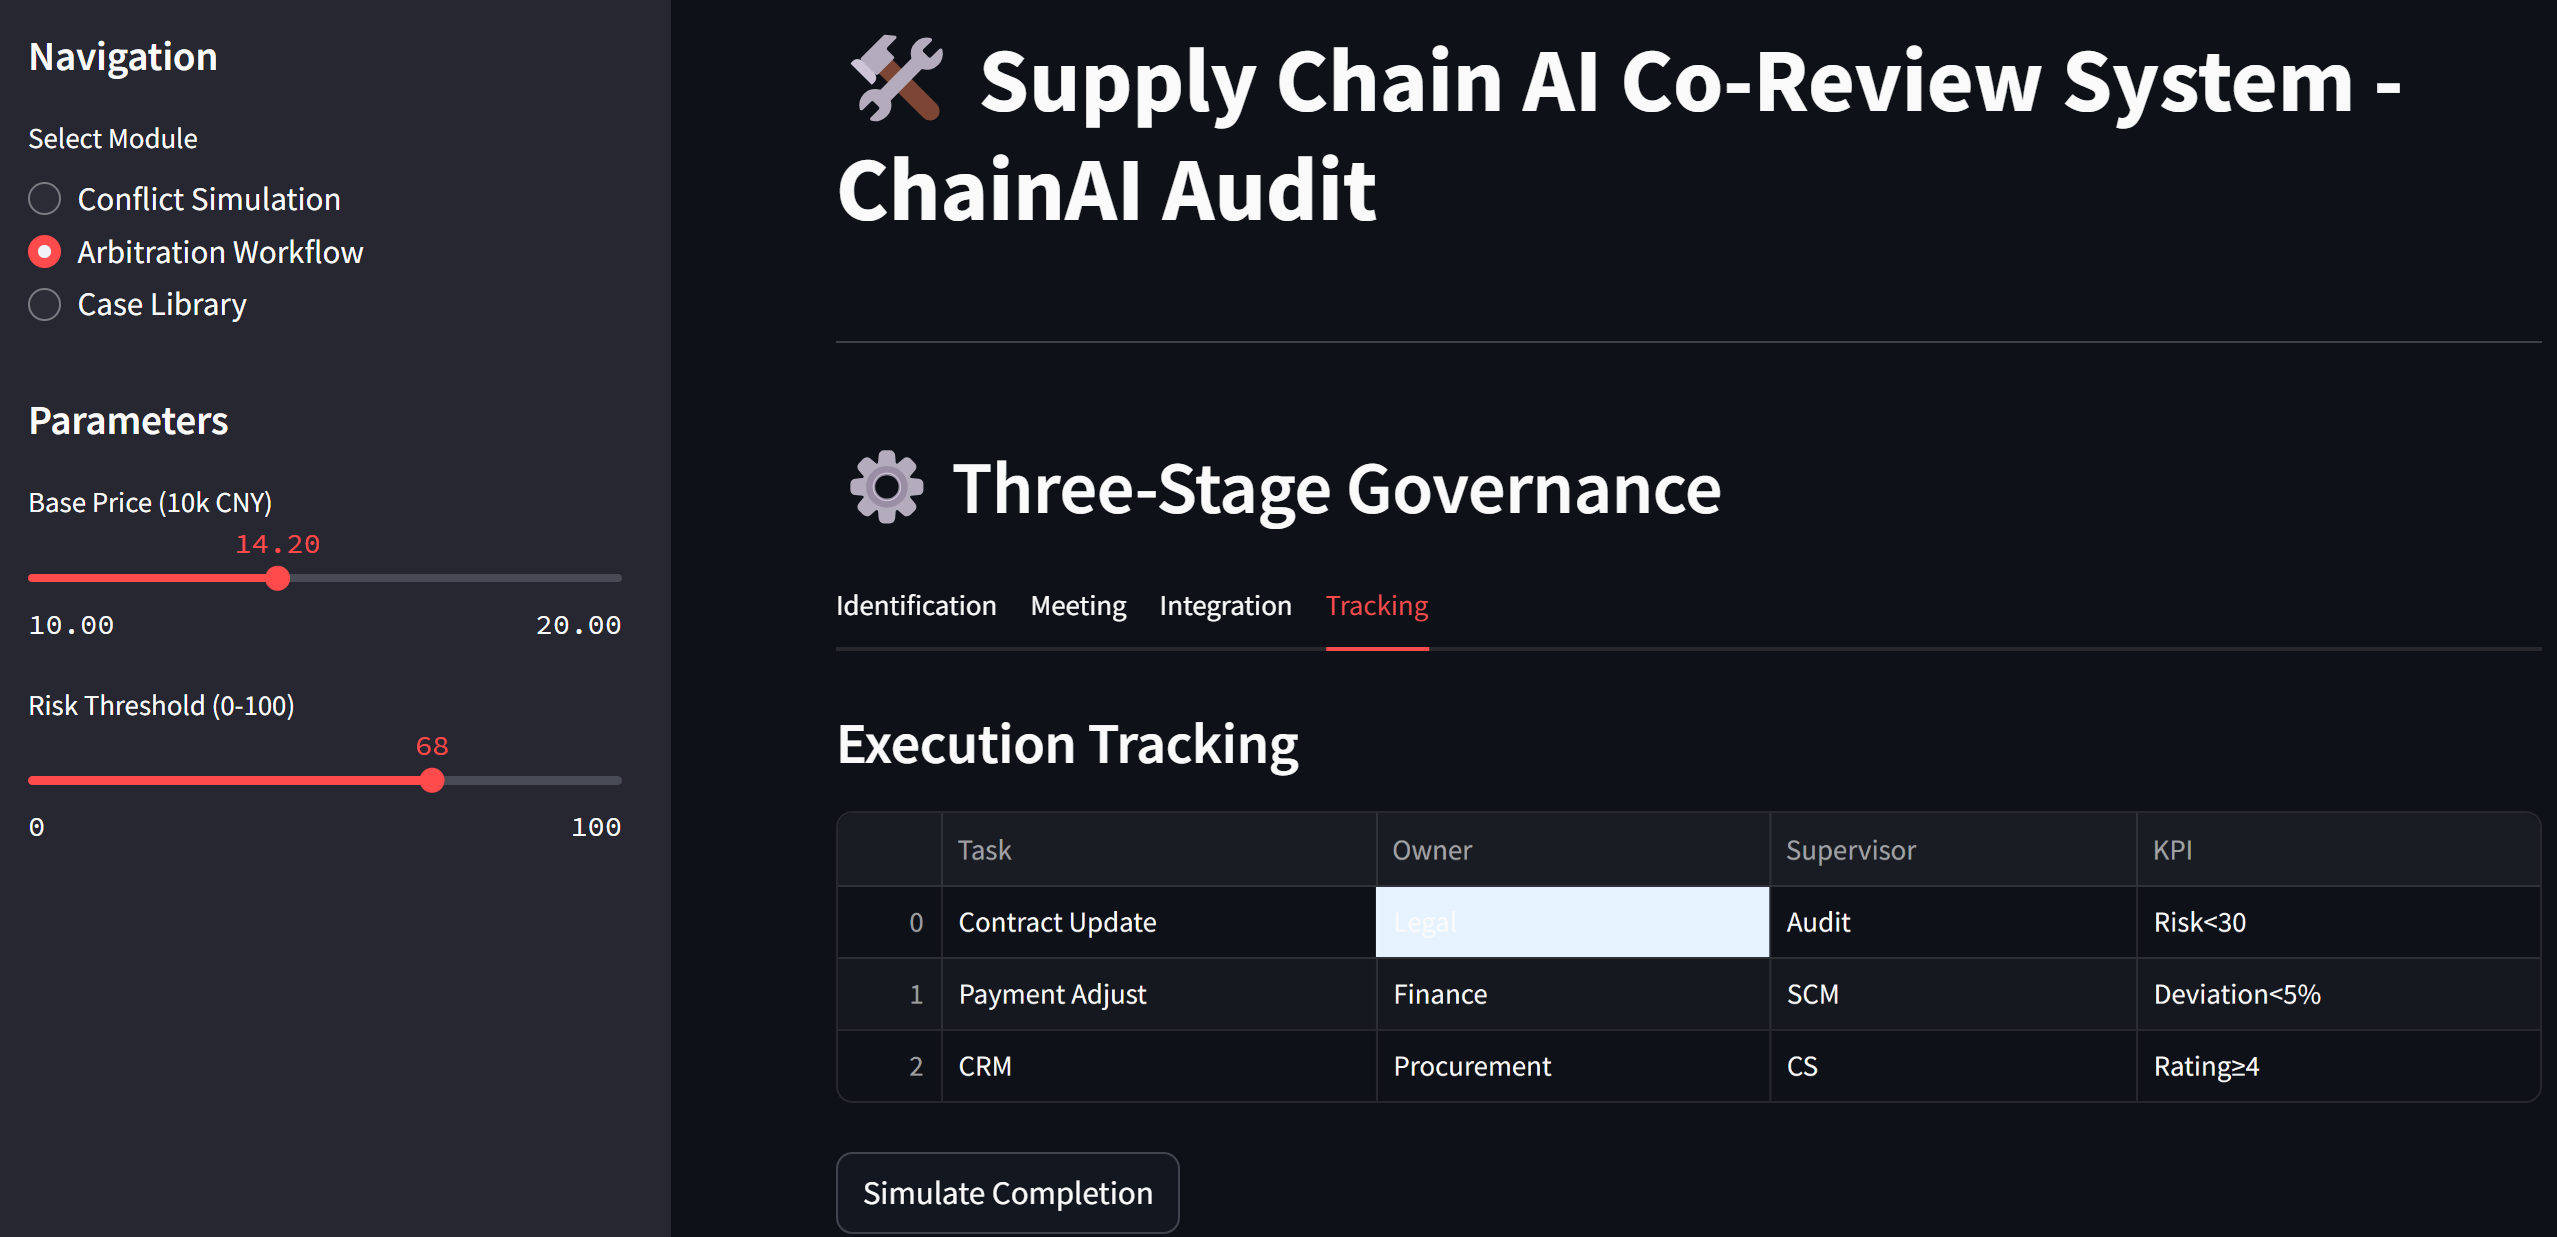 Navigation
Select Module
Conflict Simulation
Arbitration Workflow
Case Library
Parameters
Base Price (10k CNY)
14.20
10.00 20.00
Risk Threshold (0-100)
68
0 100
Supply Chain AI Co-Review System -
ChainAI Audit
Three-Stage Governance
Identification Meeting Integration Tracking
Execution Tracking
Task Owner Supervisor KPI
0 Contract Update Legal Audit Risk<30
1 Payment Adjust Finance SCM Deviation<5%
2 CRM Procurement CS Rating≥4
Simulate Completion